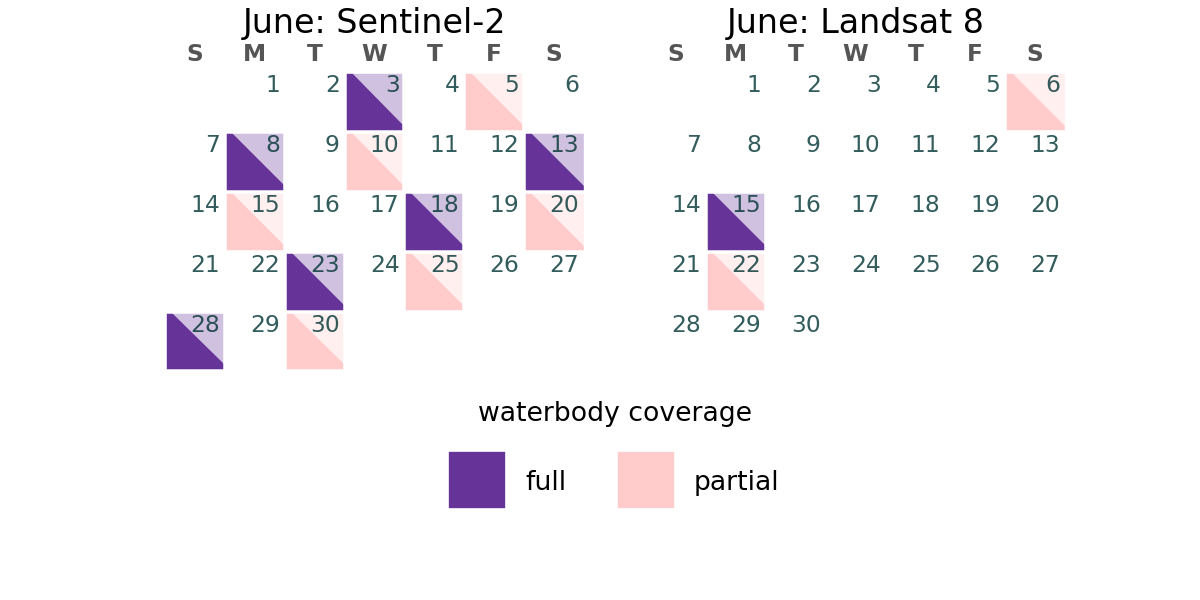 June: Sentinel-2
S M T W T F S
1 2 3 4 5 6
7 8 9 10 11 12 13
14 15 16 17 18 19 20
21 22 23 24 25 26 27
28 29 30
June: Landsat 8
S M T W T F S
1 2 3 4 5 6
7 8 9 10 11 12 13
14 15 16 17 18 19 20
21 22 23 24 25 26 27
28 29 30
waterbody coverage
full partial